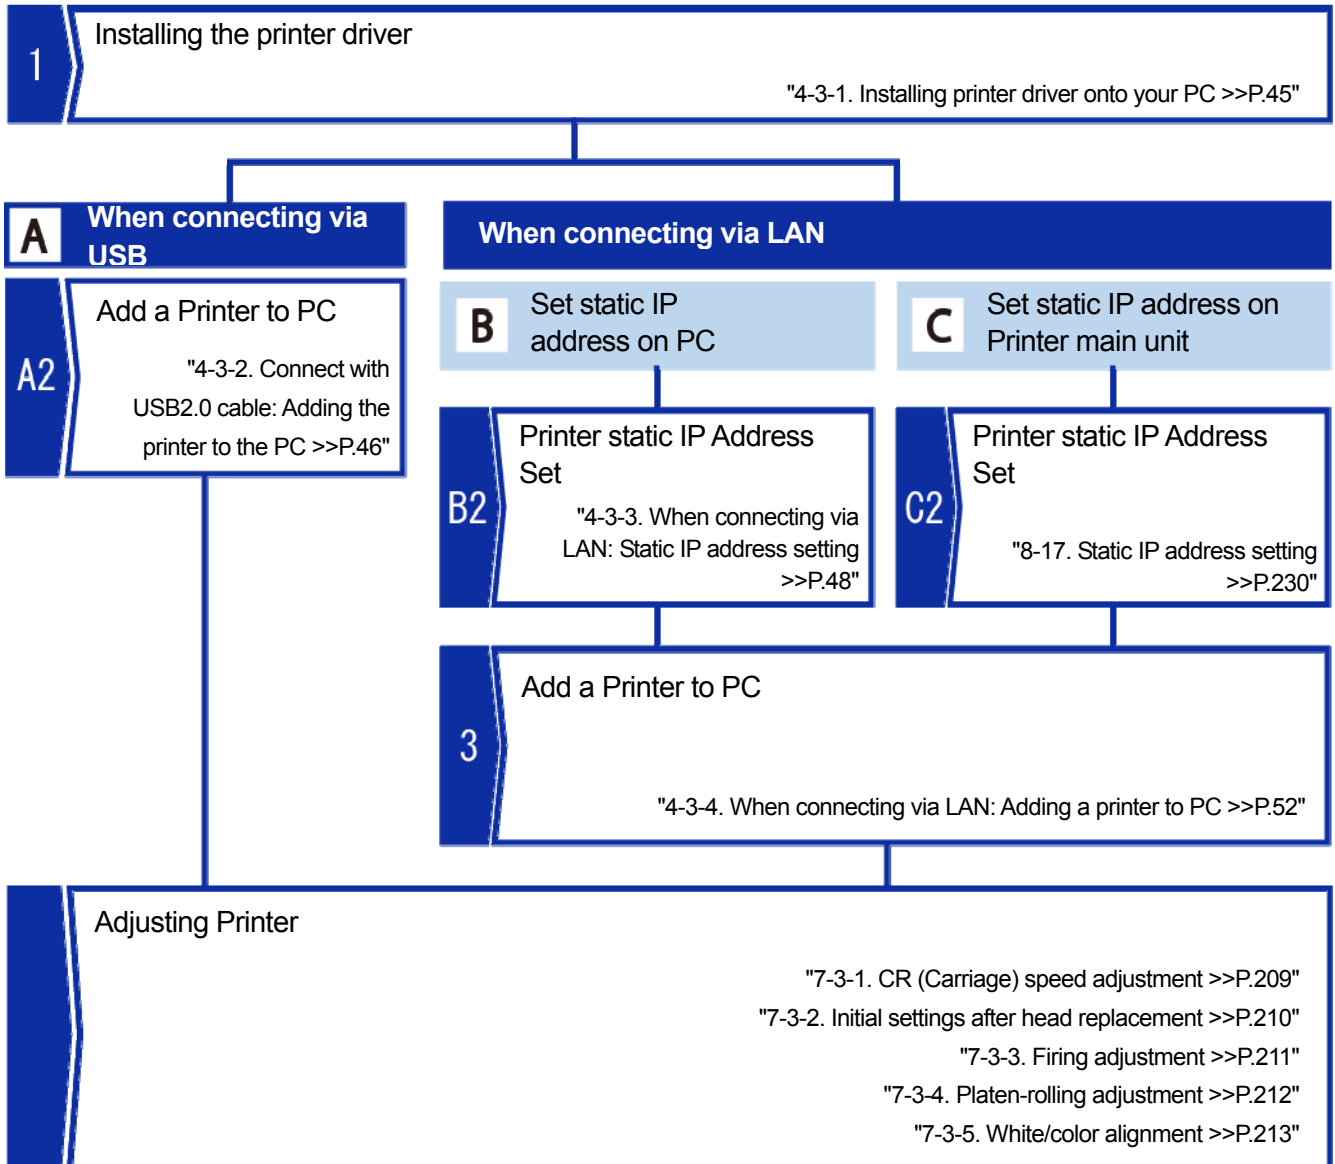 1
Installing the printer driver
"4-3-1. Installing printer driver onto your PC >>P.45"
A
When connecting via
USB
When connecting via LAN
A2
Add a Printer to PC
"4-3-2. Connect with
USB2.0 cable: Adding the
printer to the PC >>P.46"
B
Set static IP
address on PC
C
Set static IP address on
Printer main unit
B2
Printer static IP Address
Set
"4-3-3. When connecting via
LAN: Static IP address setting
>>P.48"
C2
Printer static IP Address
Set
"8-17. Static IP address setting
>>P.230"
3
Add a Printer to PC
"4-3-4. When connecting via LAN: Adding a printer to PC >>P.52"
Adjusting Printer
"7-3-1. CR (Carriage) speed adjustment >>P.209"
"7-3-2. Initial settings after head replacement >>P.210"
"7-3-3. Firing adjustment >>P.211"
"7-3-4. Platen-rolling adjustment >>P.212"
"7-3-5. White/color alignment >>P.213"